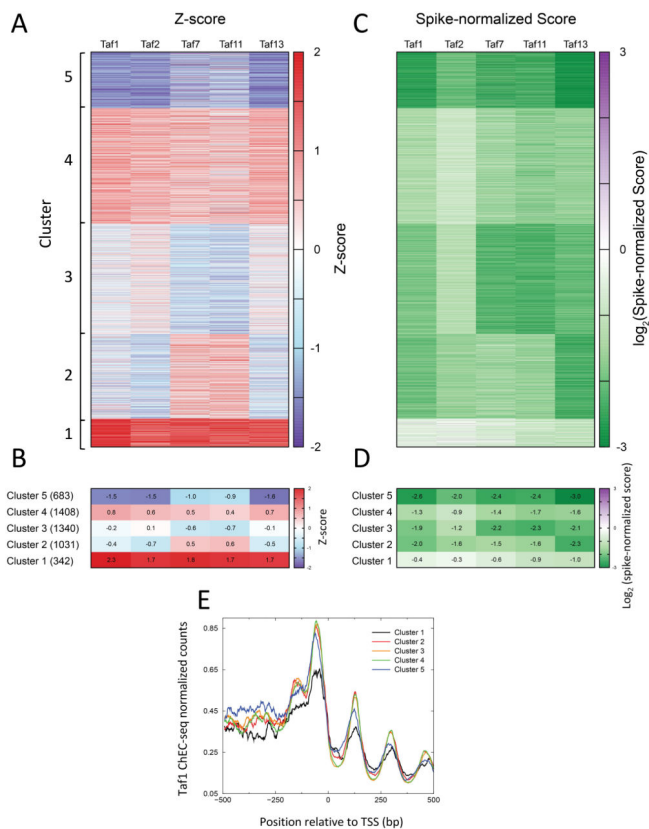 A
Z-score
Taf1 Taf2 Taf7 Taf11 Taf13
5
4
3
2
1
Cluster
2
1
0
-1
-2
Z-score
C
Spike-normalized Score
Taf1 Taf2 Taf7 Taf11 Taf13
3
0
-3
log2(Spike-normalized Score)
B
Cluster 5 (683) -1.5 -1.5 -1.0 -0.9 -1.6
Cluster 4 (1408) 0.8 0.6 0.5 0.4 0.7
Cluster 3 (1340) -0.2 0.1 -0.6 -0.7 -0.1
Cluster 2 (1031) -0.4 -0.7 0.5 0.6 -0.5
Cluster 1 (342) 2.3 1.7 1.8 1.7 1.7
2
1
0
-1
-2
Z-score
D
Cluster 5 -2.6 -2.0 -2.4 -2.4 -3.0
Cluster 4 -1.3 -0.9 -1.4 -1.7 -1.6
Cluster 3 -1.9 -1.2 -2.2 -2.3 -2.1
Cluster 2 -2.0 -1.6 -1.5 -1.6 -2.3
Cluster 1 -0.4 -0.3 -0.6 -0.9 -1.0
3
0
-3
Log2 (spike-normalized score)
E
Taf1 ChEC-seq normalized counts
0.85
0.65
0.45
0.25
0.05
Cluster 1
Cluster 2
Cluster 3
Cluster 4
Cluster 5
-500 -250 0 250 500
Position relative to TSS (bp)